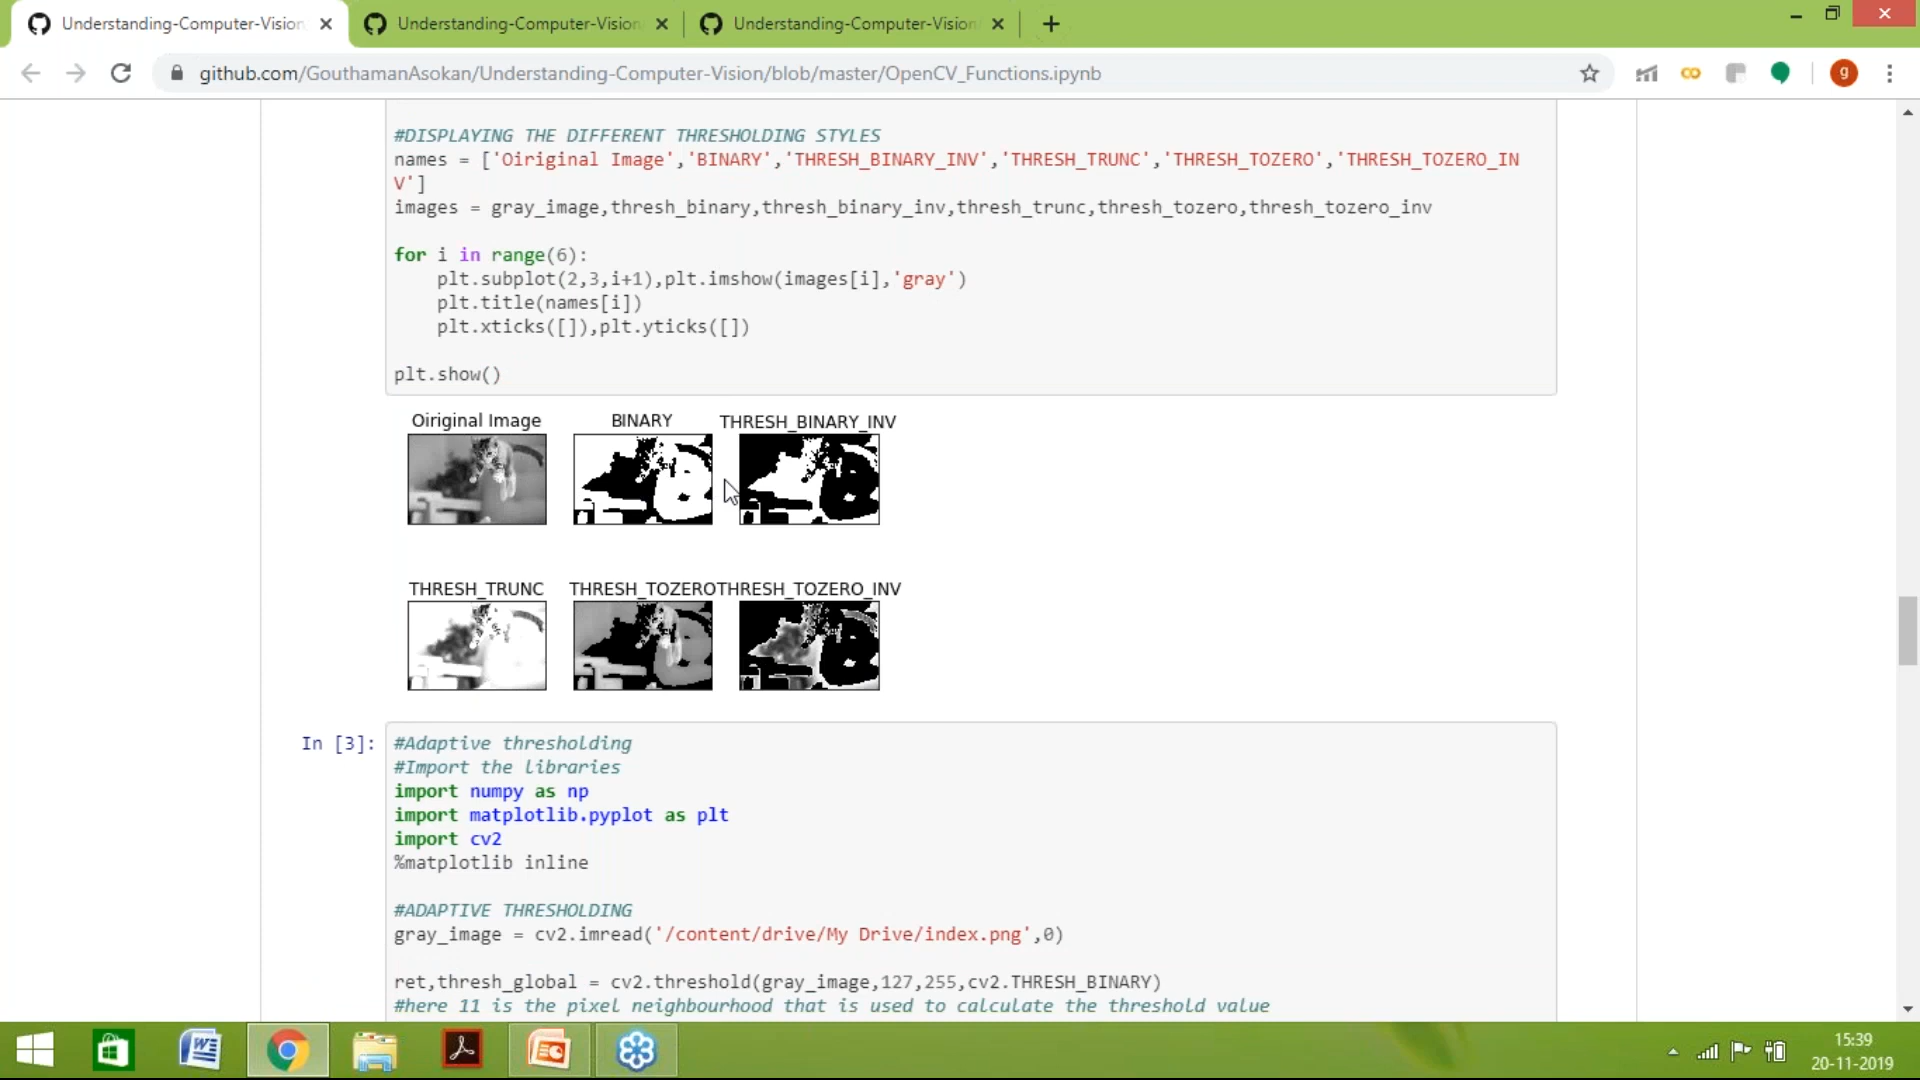 Understanding-Computer-Vision
Understanding-Computer-Vision
Understanding-Computer-Vision
github.com/GouthamanAsokan/Understanding-Computer-Vision/blob/master/OpenCV_Functions.ipynb
g
#DISPLAYING THE DIFFERENT THRESHOLDING STYLES
names = ['Oiriginal Image','BINARY','THRESH_BINARY_INV','THRESH_TRUNC','THRESH_TOZERO','THRESH_TOZERO_IN
V']
images = gray_image,thresh_binary,thresh_binary_inv,thresh_trunc,thresh_tozero,thresh_tozero_inv
for i in range(6):
    plt.subplot(2,3,i+1),plt.imshow(images[i],'gray')
    plt.title(names[i])
    plt.xticks([]),plt.yticks([])
plt.show()
Oiriginal Image BINARY THRESH_BINARY_INV
THRESH_TRUNC THRESH_TOZERO THRESH_TOZERO_INV
In [3]:
#Adaptive thresholding
#Import the libraries
import numpy as np
import matplotlib.pyplot as plt
import cv2
%matplotlib inline
#ADAPTIVE THRESHOLDING
gray_image = cv2.imread('/content/drive/My Drive/index.png',0)
ret,thresh_global = cv2.threshold(gray_image,127,255,cv2.THRESH_BINARY)
#here 11 is the pixel neighbourhood that is used to calculate the threshold value
15:39
20-11-2019